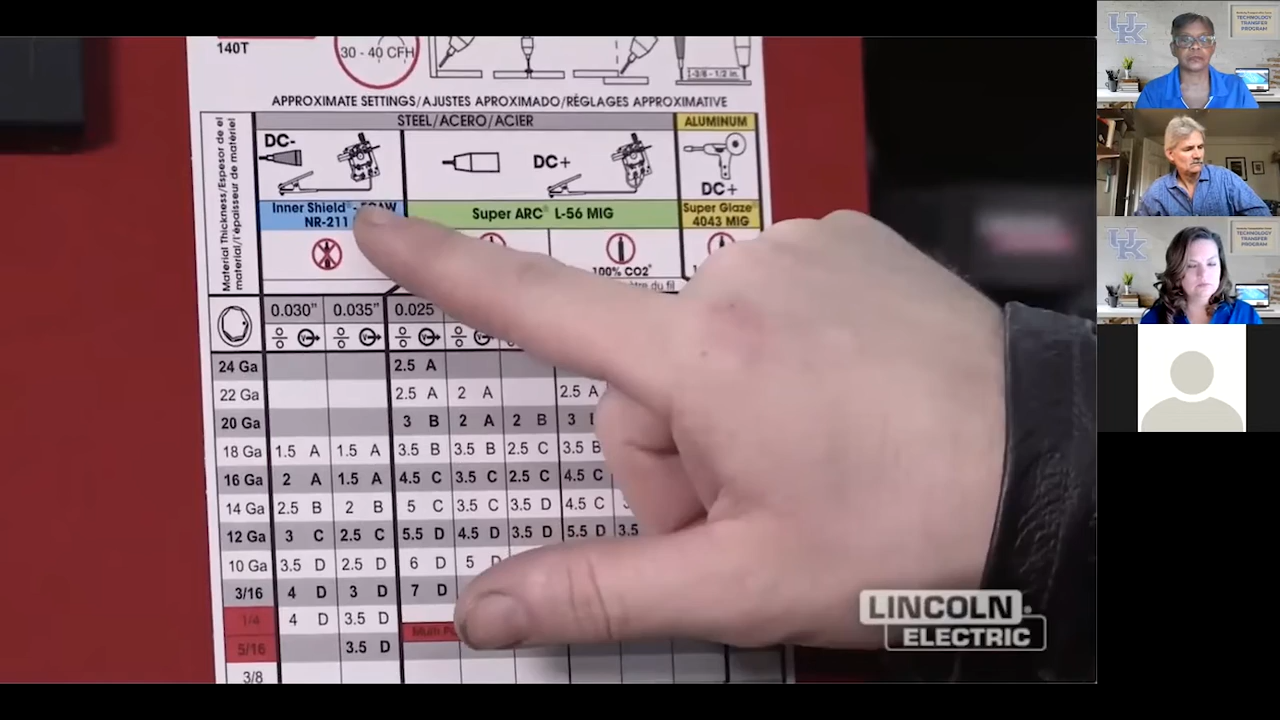 140T
30 - 40 CFH
3/8 - 1/2 in.
APPROXIMATE SETTINGS/AJUSTES APROXIMADO/RÉGLAGES APPROXIMATIVE
Material Thickness/Espesor de el
material/l'épaisseur de matériel
STEEL/ACERO/ACIER
ALUMINUM
DC-
DC+
DC+
Inner Shield® - FCAW
NR-211
Super ARC® L-56 MIG
Super Glaze®
4043 MIG
100% CO2
du fil
0.030" 0.035" 0.025
24 Ga 2.5 A
22 Ga 2.5 A 2 A 2.5 A
20 Ga 3 B 2 A 2 B 3
18 Ga 1.5 A 1.5 A 3.5 B 3.5 B 2.5 C 3.5 B
16 Ga 2 A 1.5 A 4.5 C 3.5 C 2.5 C 4.5 C
14 Ga 2.5 B 2 B 5 C 3.5 C 3.5 D 4.5 C
12 Ga 3 C 2.5 C 5.5 D 4.5 D 3.5 D 5.5 D 3.5
10 Ga 3.5 D 2.5 D 6 D 5
3/16 4 D 3 D 7 D
1/4 4 D 3.5 D
5/16 3.5 D
Multi
3/8
LINCOLN
ELECTRIC
UK
TECHNOLOGY
TRANSFER
PROGRAM
UK
TECHNOLOGY
TRANSFER
PROGRAM